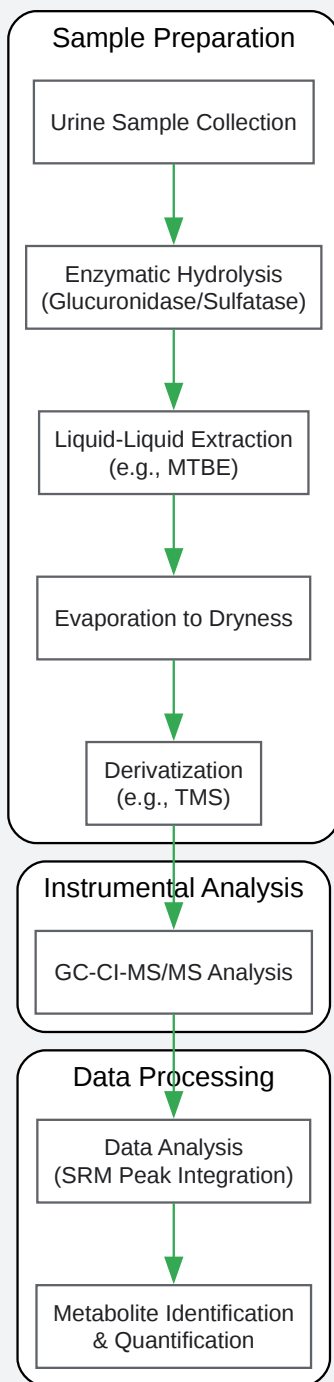 Sample Preparation
Urine Sample Collection
Enzymatic Hydrolysis
(Glucuronidase/Sulfatase)
Liquid-Liquid Extraction
(e.g., MTBE)
Evaporation to Dryness
Derivatization
(e.g., TMS)
Instrumental Analysis
GC-CI-MS/MS Analysis
Data Processing
Data Analysis
(SRM Peak Integration)
Metabolite Identification
& Quantification